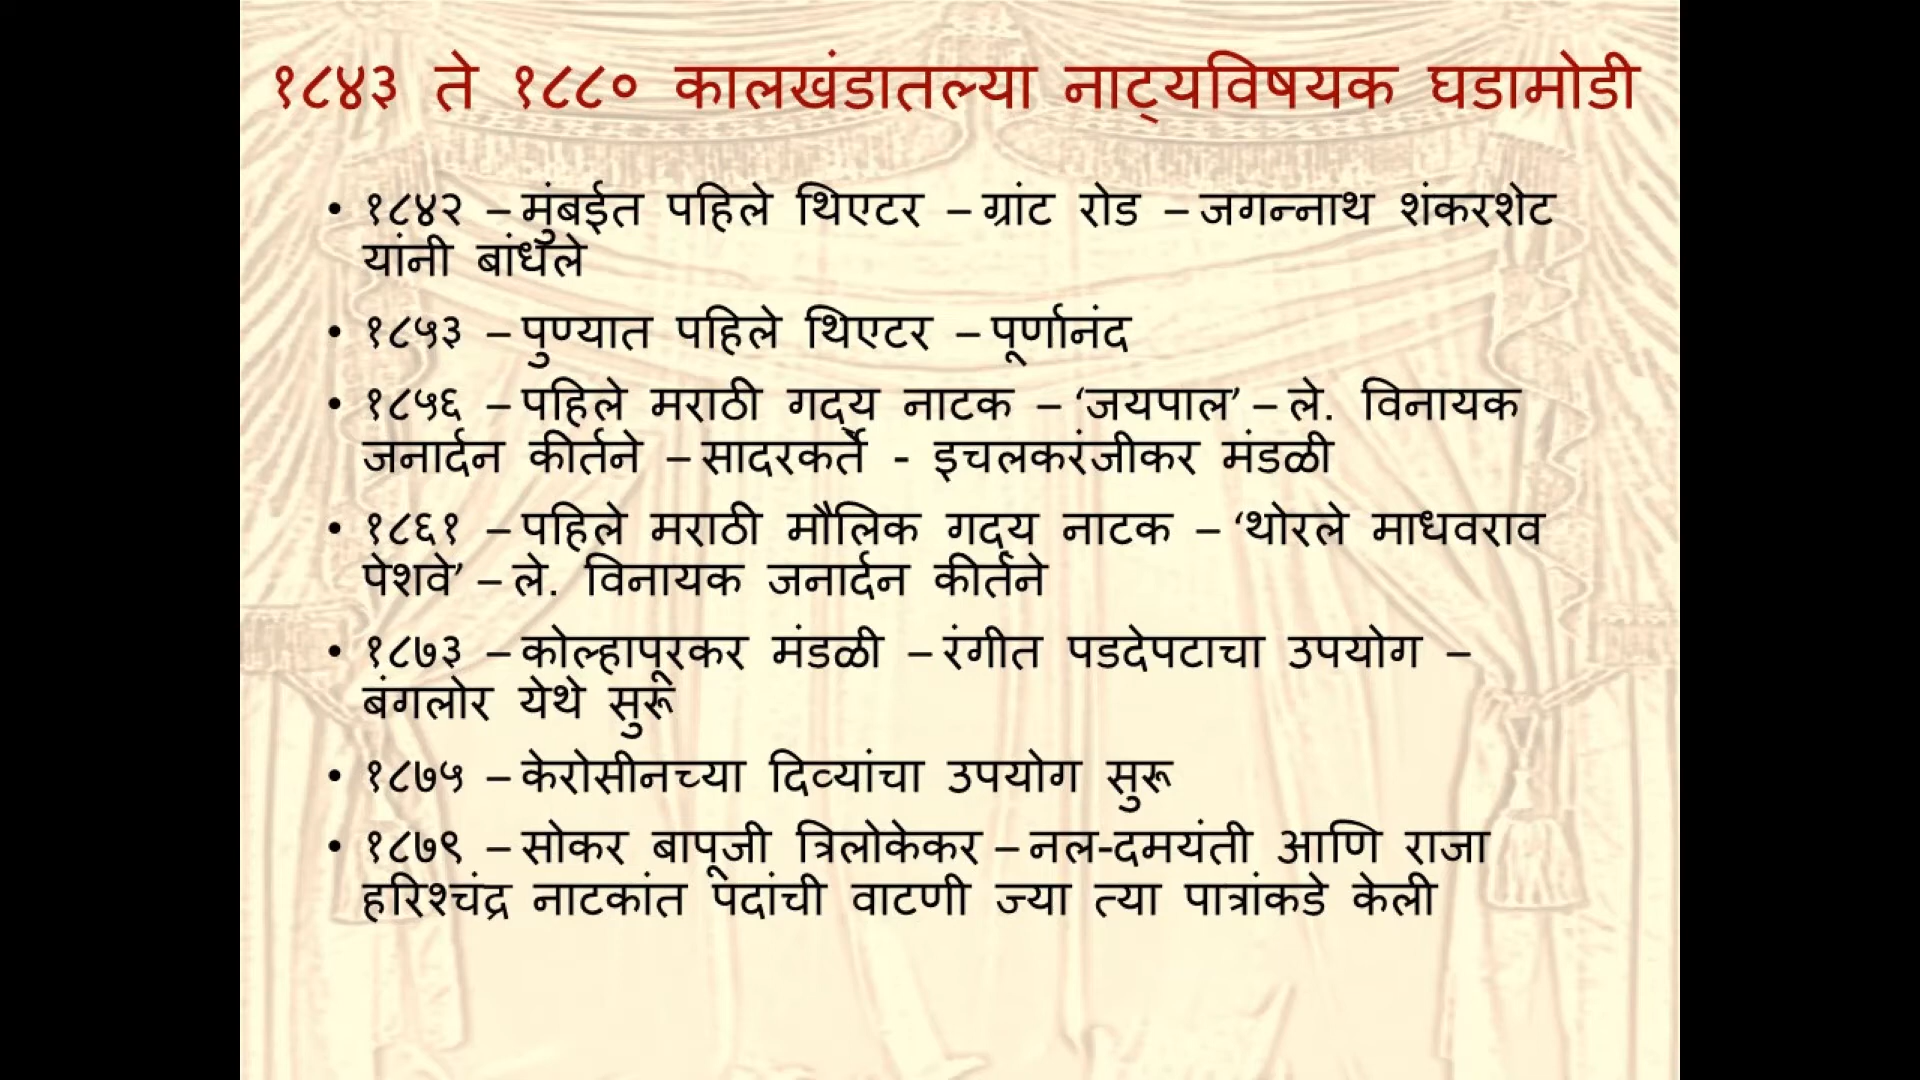 १८४३ ते १८८० कालखंडातल्या नाट्यविषयक घडामोडी
• १८४२ – मुंबईत पहिले थिएटर – ग्रांट रोड – जगन्नाथ शंकरशेट
यांनी बांधले
• १८५३ – पुण्यात पहिले थिएटर – पूर्णानंद
• १८५६ – पहिले मराठी गद्य नाटक – ‘जयपाल’ – ले. विनायक
जनार्दन कीर्तने – सादरकर्ते - इचलकरंजीकर मंडळी
• १८६१ – पहिले मराठी मौलिक गद्य नाटक – ‘थोरले माधवराव
पेशवे’ – ले. विनायक जनार्दन कीर्तने
• १८७३ – कोल्हापूरकर मंडळी – रंगीत पडदेपटाचा उपयोग –
बंगलोर येथे सुरू
• १८७५ – केरोसीनच्या दिव्यांचा उपयोग सुरू
• १८७९ – सोकर बापूजी त्रिलोकेकर – नल-दमयंती आणि राजा
हरिश्चंद्र नाटकांत पदांची वाटणी ज्या त्या पात्रांकडे केली